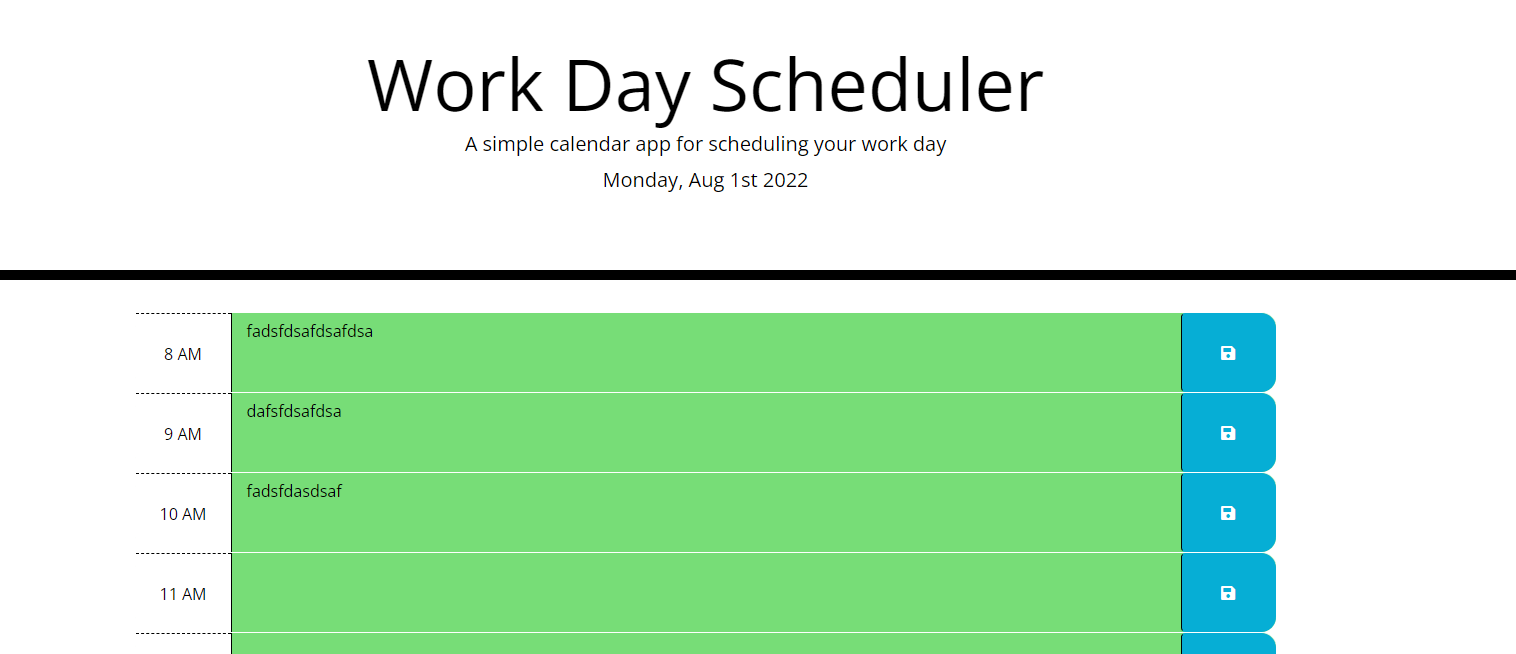 Work Day Scheduler
A simple calendar app for scheduling your work day
Monday, Aug 1st 2022
8 AM
fadsfdsafdsafdsa
9 AM
dafsfdsafdsa
10 AM
fadsfdasdsaf
11 AM